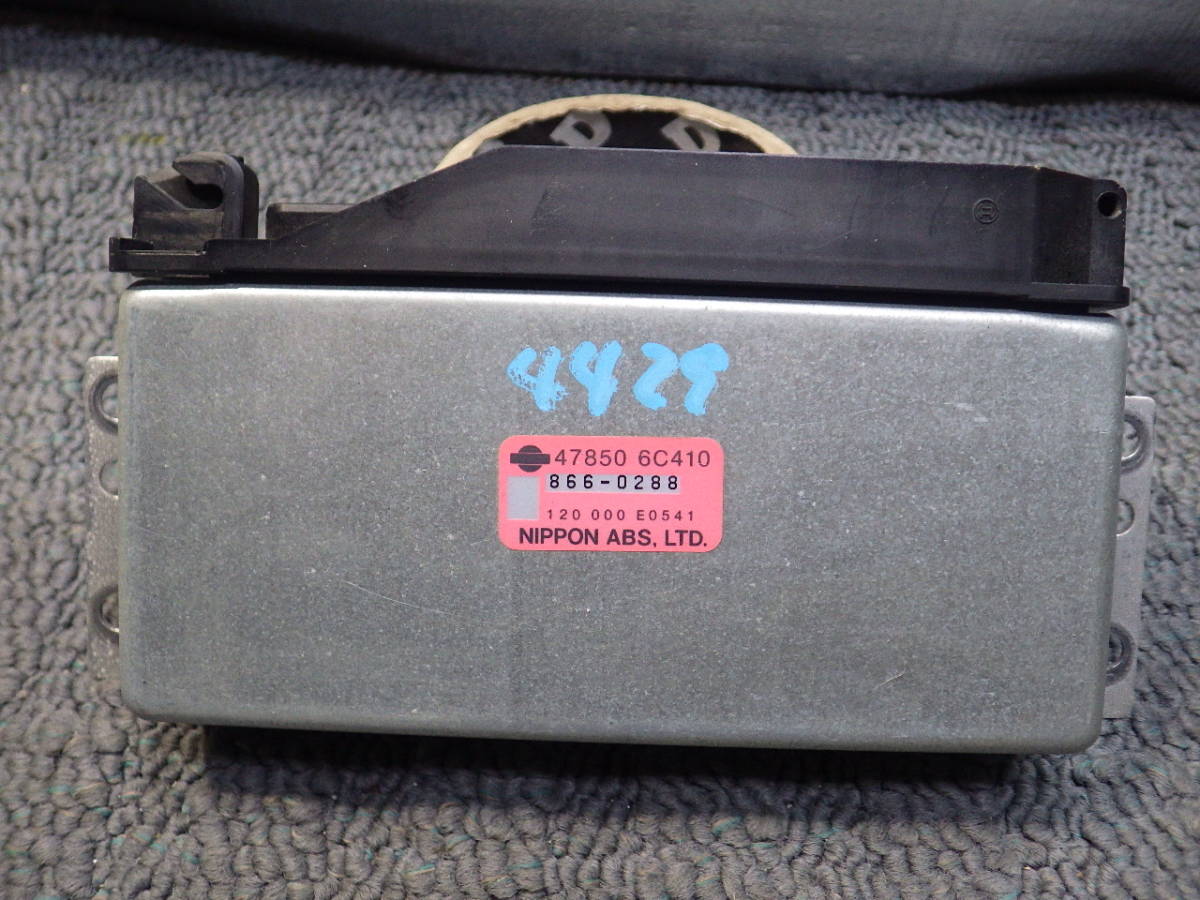 4429
47850 6C410
866-0288
120 000 E0541
NIPPON ABS, LTD.